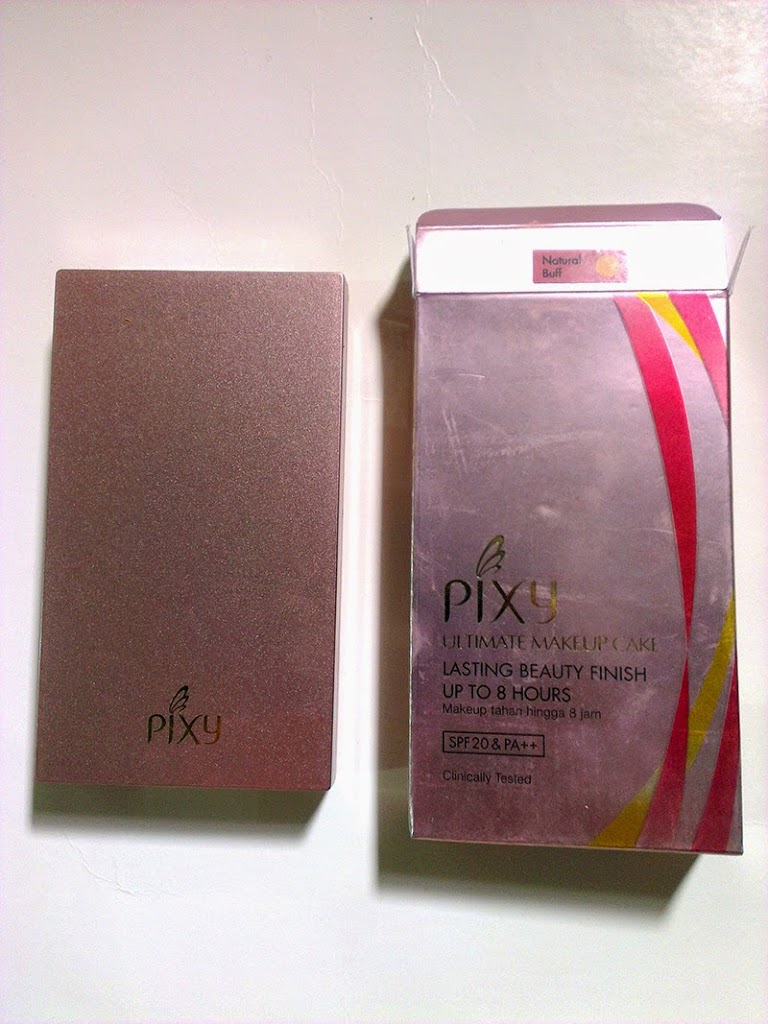 pixy
Natural
Buff
pixy
ULTIMATE MAKEUP CAKE
LASTING BEAUTY FINISH
UP TO 8 HOURS
Makeup tahan hingga 8 jam
SPF 20 & PA++
Clinically Tested